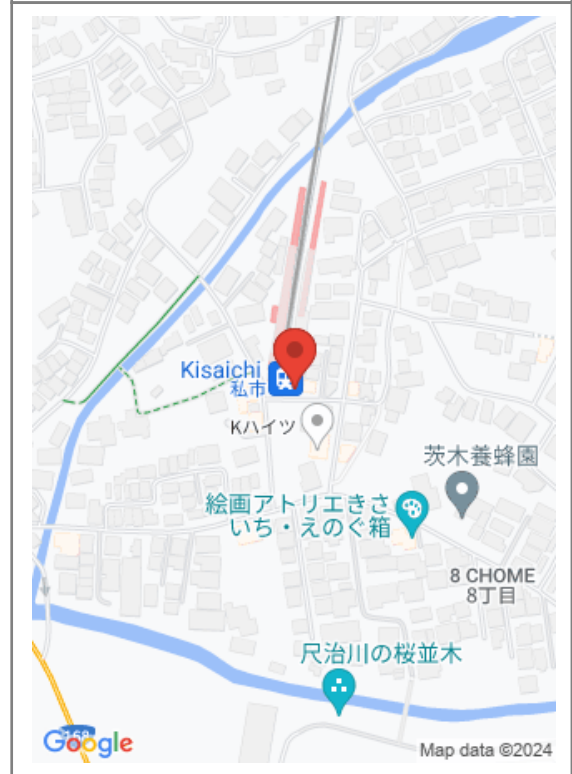 Kisaichi
私市
Kハイツ
茨木養蜂園
絵画アトリエきさ
いち・えのぐ箱
8 CHOME
8丁目
尺治川の桜並木
168
Google
Map data ©2024